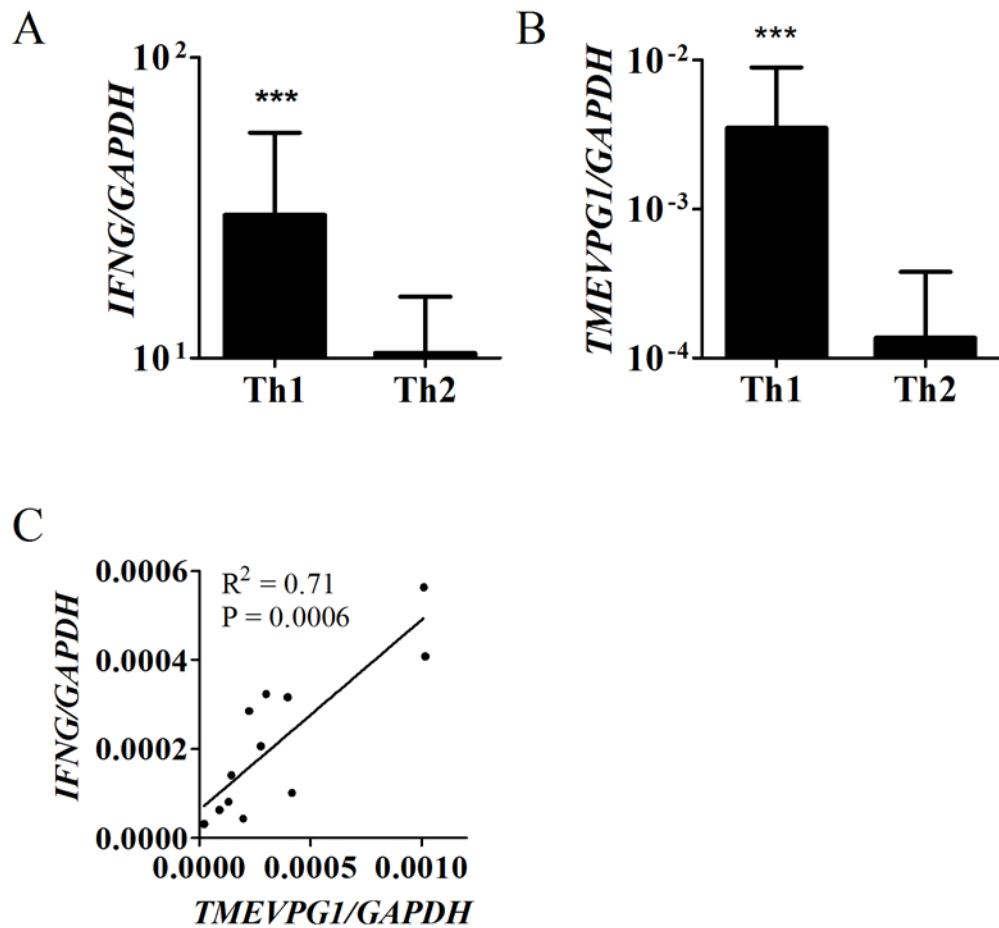 A
IFNG/GAPDH
10²
10¹
***
Th1 Th2
B
TMEVPG1/GAPDH
10⁻²
10⁻³
10⁻⁴
***
Th1 Th2
C
IFNG/GAPDH
0.0006
0.0004
0.0002
0.0000
R² = 0.71
P = 0.0006
0.0000 0.0005 0.0010
TMEVPG1/GAPDH